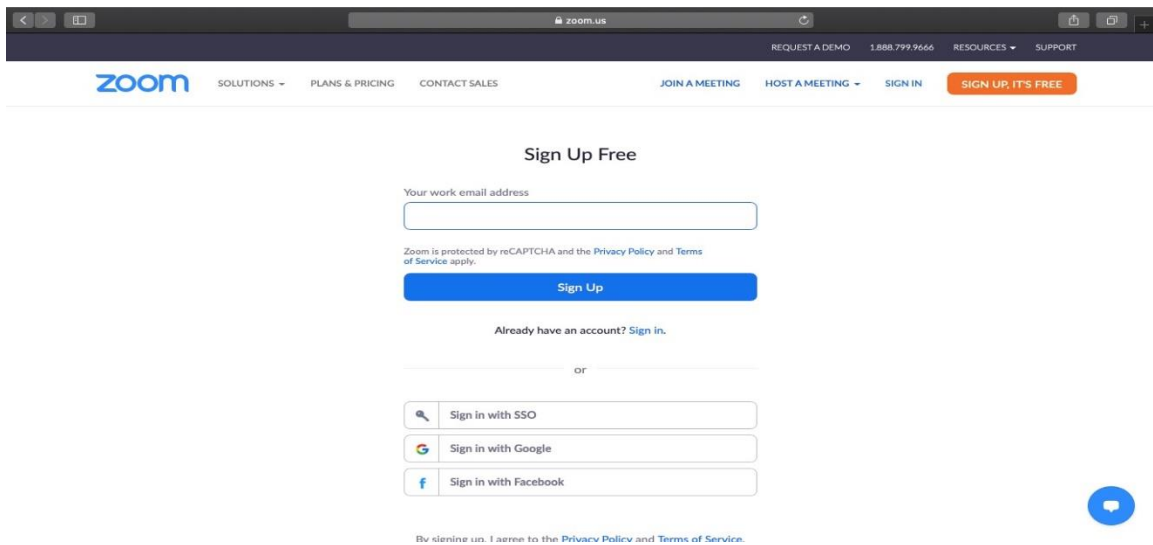 zoom.us
REQUEST A DEMO 1.888.799.9666 RESOURCES SUPPORT
zoom SOLUTIONS PLANS & PRICING CONTACT SALES JOIN A MEETING HOST A MEETING SIGN IN SIGN UP, IT'S FREE
Sign Up Free
Your work email address
Zoom is protected by reCAPTCHA and the Privacy Policy and Terms
of Service apply.
Sign Up
Already have an account? Sign in.
or
Sign in with SSO
Sign in with Google
Sign in with Facebook
By signing up, I agree to the Privacy Policy and Terms of Service.